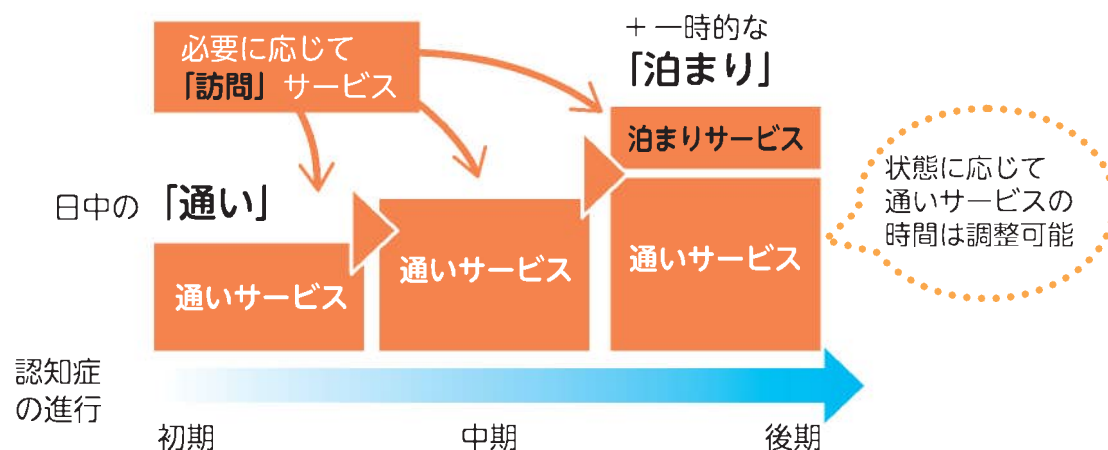 必要に応じて
「訪問」サービス
+ 一時的な
「泊まり」
泊まりサービス
日中の「通い」
通いサービス
通いサービス
通いサービス
状態に応じて
通いサービスの
時間は調整可能
認知症
の進行
初期
中期
後期